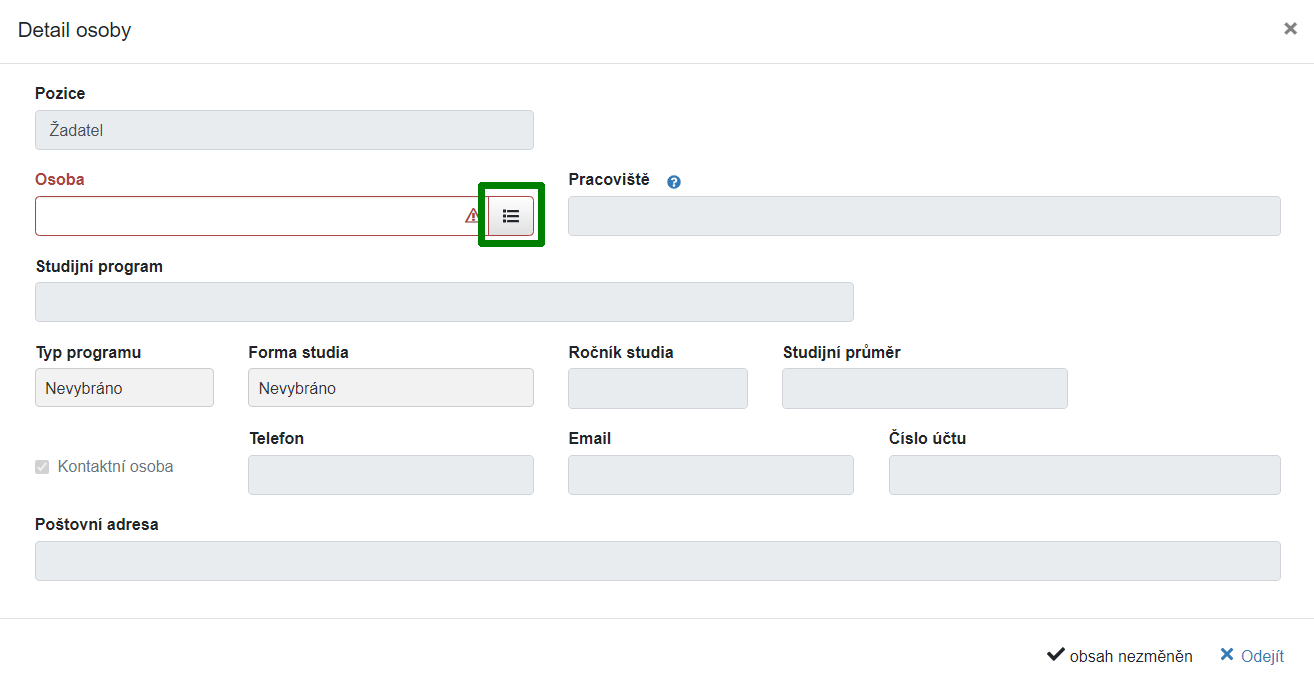 Detail osoby
Pozice
Žadatel
Osoba
Pracoviště
Studijní program
Typ programu Forma studia Ročník studia Studijní průměr
Nevybráno Nevybráno
Telefon Email Číslo účtu
Kontaktní osoba
Poštovní adresa
obsah nezměněn Odejít